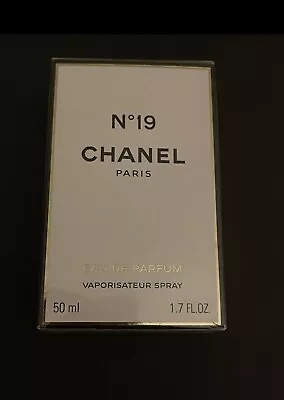 N°19
CHANEL
PARIS
EAU DE PARFUM
VAPORISATEUR SPRAY
50 ml 1.7 FL.OZ.